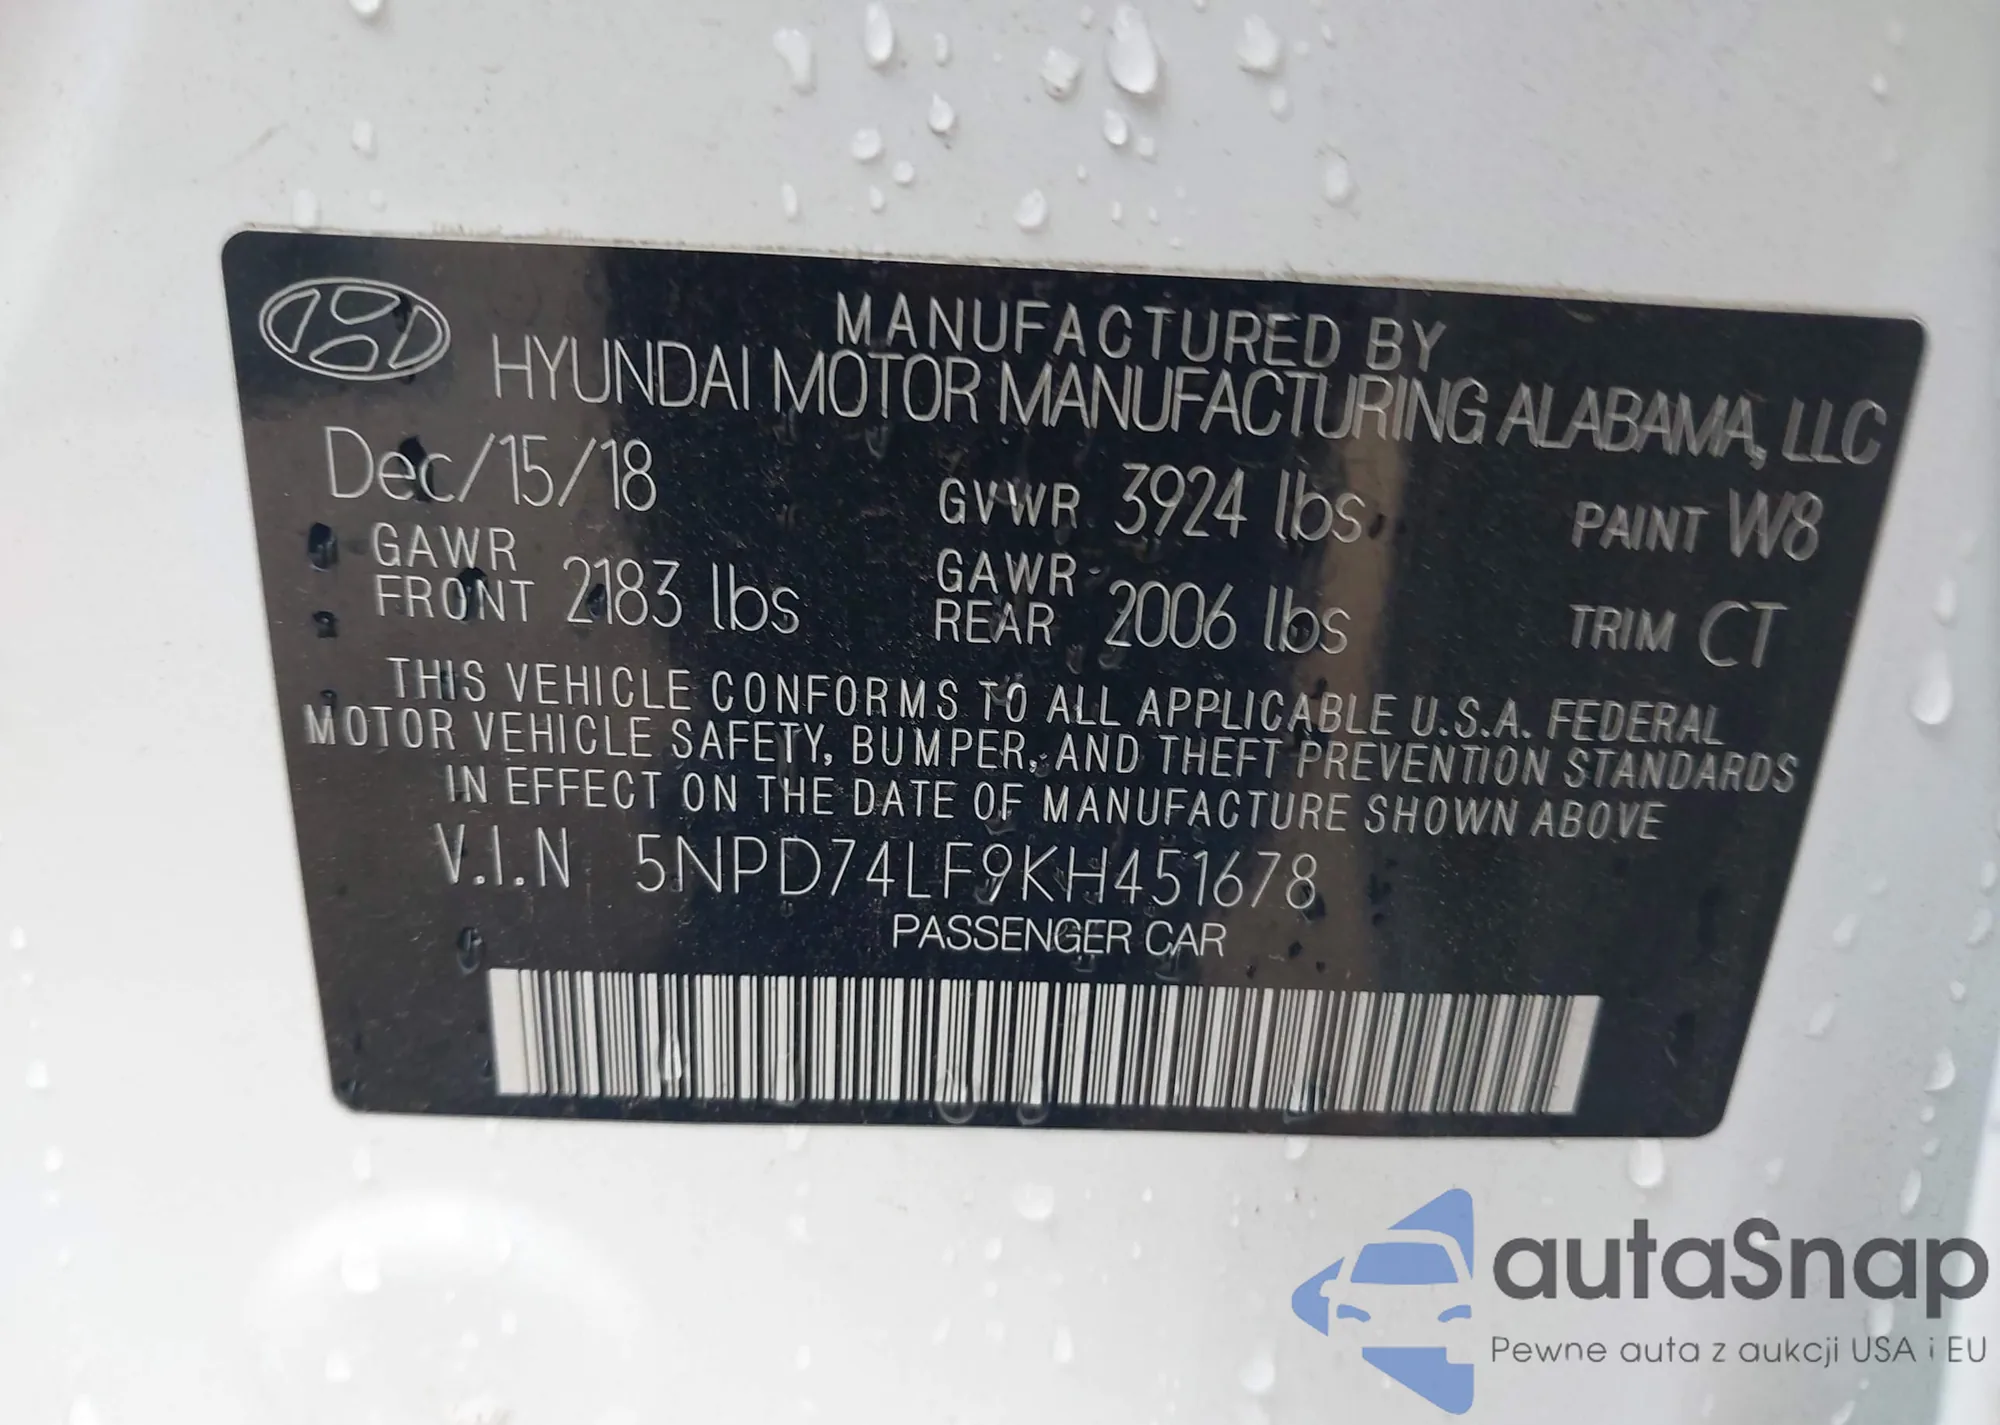 MANUFACTURED BY
HYUNDAI MOTOR MANUFACTURING ALABAMA, LLC
Dec/15/18 GVWR 3924 lbs PAINT W8
GAWR FRONT 2183 lbs GAWR REAR 2006 lbs TRIM CT
THIS VEHICLE CONFORMS TO ALL APPLICABLE U.S.A. FEDERAL
MOTOR VEHICLE SAFETY, BUMPER, AND THEFT PREVENTION STANDARDS
IN EFFECT ON THE DATE OF MANUFACTURE SHOWN ABOVE
V.I.N 5NPD74LF9KH451678
PASSENGER CAR
autaSnap
Pewne auta z aukcji USA i EU